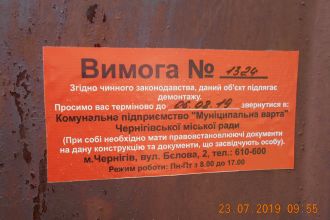 Вимога № 1324
Згідно чинного законодавства, даний об'єкт підлягає
демонтажу.
Просимо вас терміново до 06.08.19 звернутися в:
Комунальне підприємство "Муніципальна варта"
Чернігівської міської ради
(При собі необхідно мати правовстановлюючі документи
на дану конструкцію та документи, що засвідчують особу).
м.Чернігів, вул. Бєлова, 2, тел.: 610-600
Режим роботи: Пн-Пт з 8.00 до 17.00
23.07.2019 09:55